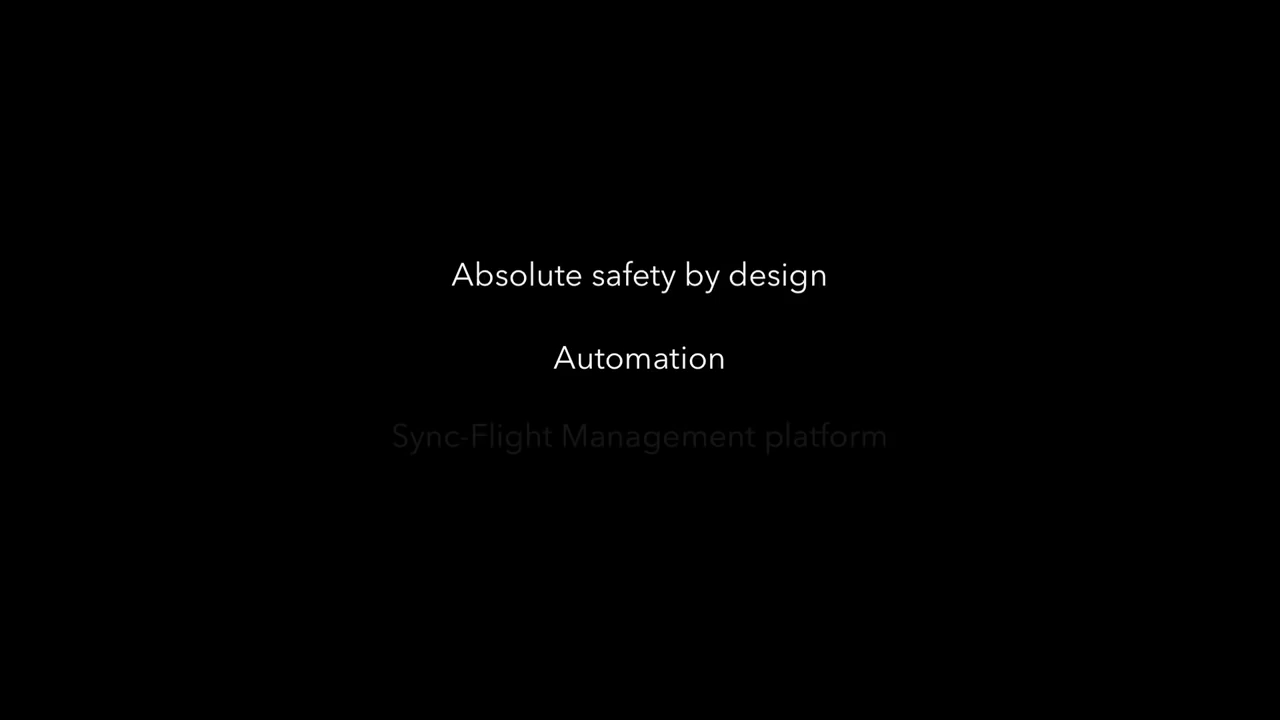 Absolute safety by design
Automation
Sync-Flight Management platform